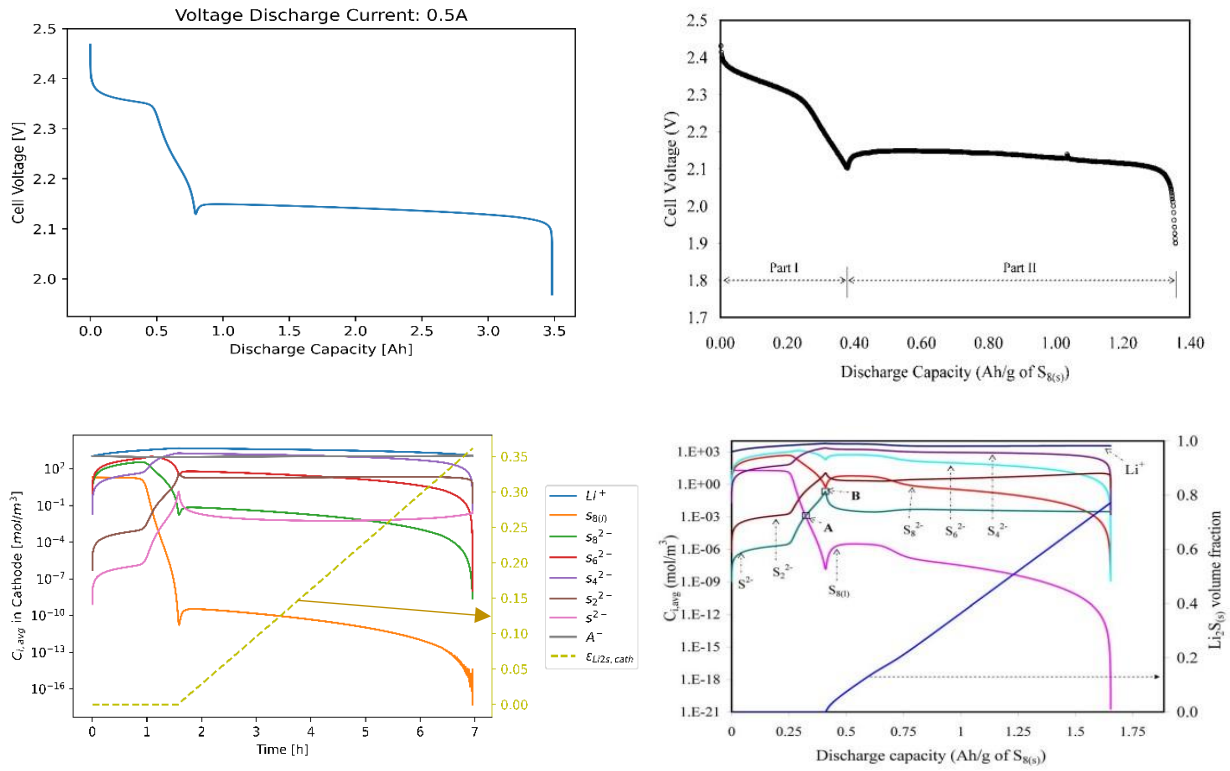 Voltage Discharge Current: 0.5A
2.5
2.4
2.3
2.2
2.1
2.0
Cell Voltage [V]
0.0 0.5 1.0 1.5 2.0 2.5 3.0 3.5
Discharge Capacity [Ah]
2.5
2.4
2.3
2.2
2.1
2.0
1.9
1.8
1.7
Cell Voltage (V)
Part I
Part II
0.00 0.20 0.40 0.60 0.80 1.00 1.20 1.40
Discharge Capacity (Ah/g of S8(s))
10²
10⁻¹
10⁻⁴
10⁻⁷
10⁻¹⁰
10⁻¹³
10⁻¹⁶
C_{i,avg} in Cathode [mol/m³]
0.35
0.30
0.25
0.20
0.15
0.10
0.05
0.00
0 1 2 3 4 5 6 7
Time [h]
Li⁺
s_{8(l)}
s₈²⁻
s₆²⁻
s₄²⁻
s₂²⁻
s²⁻
A⁻
ε_{Li2s, cath}
1.E+03
1.E+00
1.E-03
1.E-06
1.E-09
1.E-12
1.E-15
1.E-18
1.E-21
C_{i,avg} (mol/m³)
Li⁺
B
A
S₈²⁻
S₆²⁻
S₄²⁻
S²⁻
S₂²⁻
S_{8(l)}
1.0
0.8
0.6
0.4
0.2
0.0
Li₂S(s) volume fraction
0 0.25 0.5 0.75 1 1.25 1.5 1.75
Discharge capacity (Ah/g of S8(s))